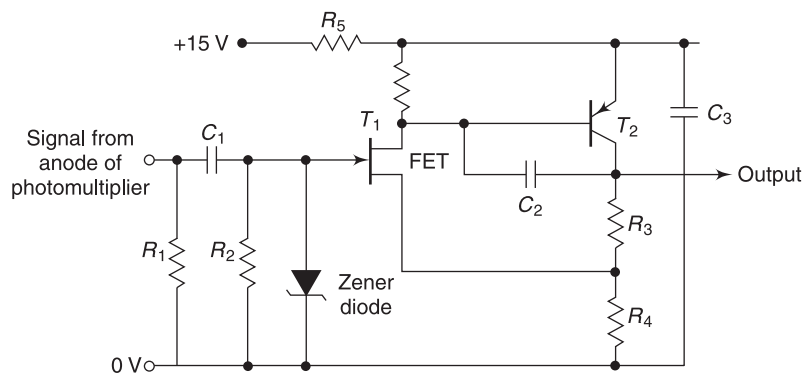 R5
+15 V
T1
T2
C3
Signal from
anode of
photomultiplier
C1
FET
Output
C2
R3
R1
R2
Zener
diode
R4
0 V